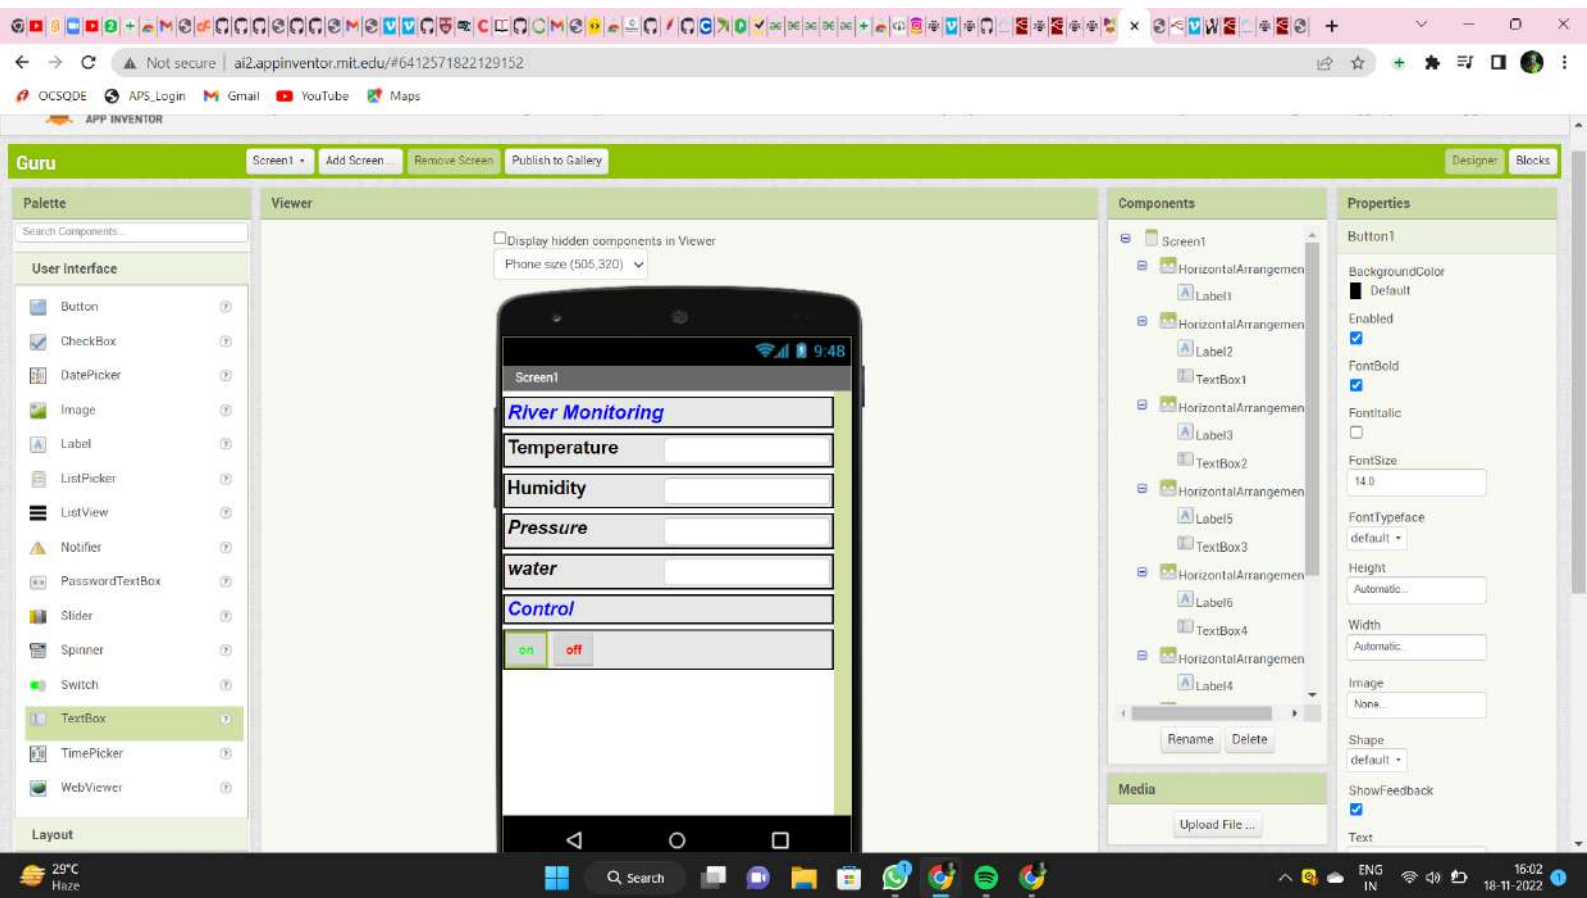 Not secure | ai2.appinventor.mit.edu/#6412571822129152
OCSQDE APS_Login Gmail YouTube Maps
APP INVENTOR
Guru
Screen1 Add Screen ... Remove Screen Publish to Gallery
Designer Blocks
Palette
Search Components...
User Interface
Button
CheckBox
DatePicker
Image
Label
ListPicker
ListView
Notifier
PasswordTextBox
Slider
Spinner
Switch
TextBox
TimePicker
WebViewer
Layout
Viewer
Display hidden components in Viewer
Phone size (505,320)
9:48
Screen1
River Monitoring
Temperature
Humidity
Pressure
water
Control
on off
Components
Screen1
HorizontalArrangemen
Label1
HorizontalArrangemen
Label2
TextBox1
HorizontalArrangemen
Label3
TextBox2
HorizontalArrangemen
Label5
TextBox3
HorizontalArrangemen
Label6
TextBox4
HorizontalArrangemen
Label4
Rename Delete
Media
Upload File ...
Properties
Button1
BackgroundColor
Default
Enabled
FontBold
FontItalic
FontSize
14.0
FontTypeface
default
Height
Automatic...
Width
Automatic...
Image
None...
Shape
default
ShowFeedback
Text
29°C
Haze
Search
ENG
IN
16:02
18-11-2022
1